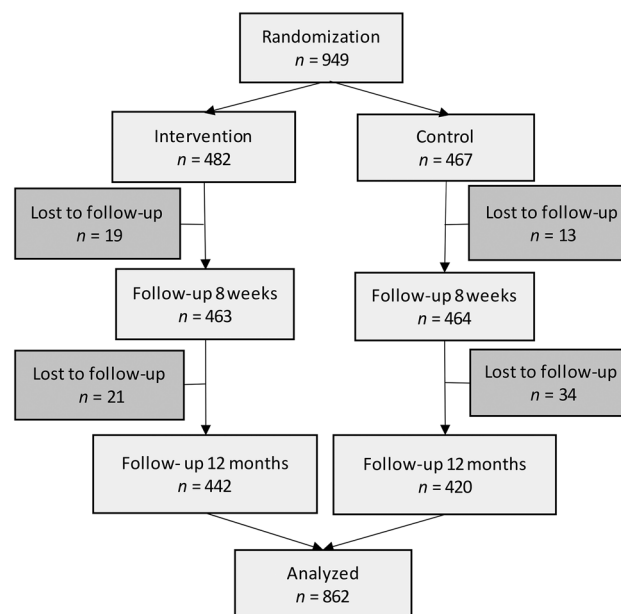 Randomization
n = 949
Intervention
n = 482
Control
n = 467
Lost to follow-up
n = 19
Lost to follow-up
n = 13
Follow-up 8 weeks
n = 463
Follow-up 8 weeks
n = 464
Lost to follow-up
n = 21
Lost to follow-up
n = 34
Follow- up 12 months
n = 442
Follow-up 12 months
n = 420
Analyzed
n = 862